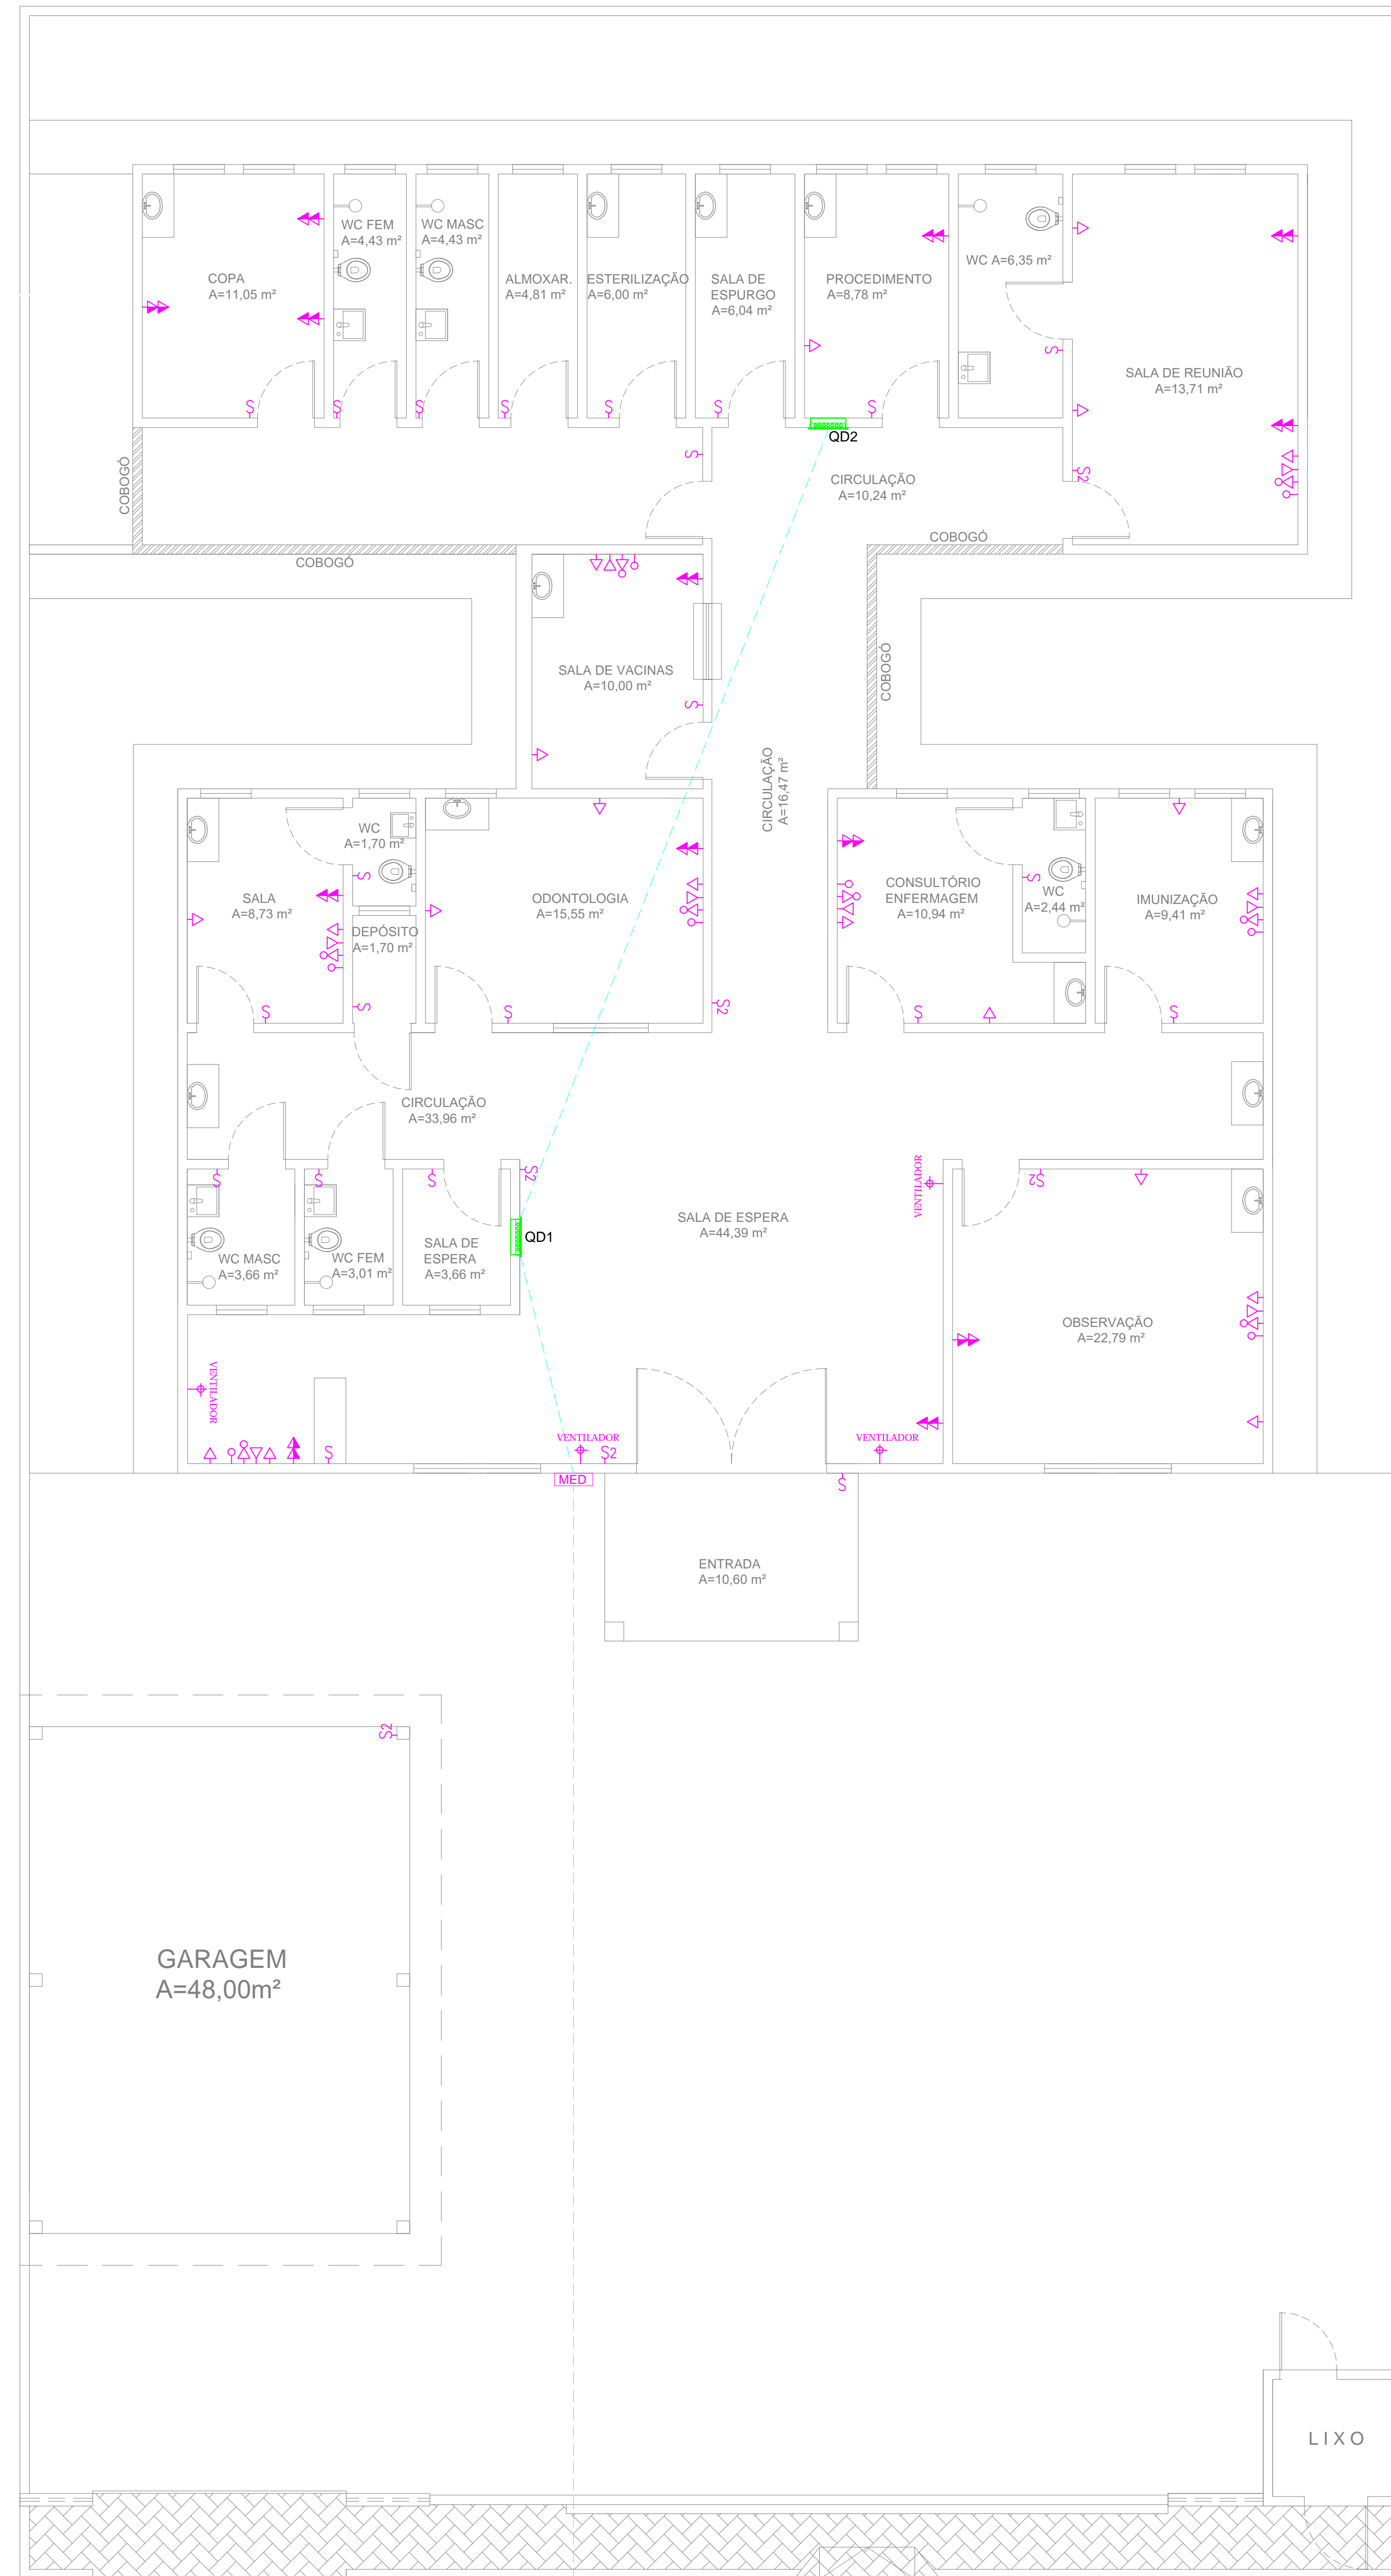 WC FEM
A=4,43 m²
WC MASC
A=4,43 m²
COPA
A=11,05 m²
ALMOXAR.
A=4,81 m²
ESTERILIZAÇÃO
A=6,00 m²
SALA DE
ESPURGO
A=6,04 m²
PROCEDIMENTO
A=8,78 m²
WC A=6,35 m²
SALA DE REUNIÃO
A=13,71 m²
S
S
S
S
S
S
S
S
QD2
S
S2
COBOGÓ
CIRCULAÇÃO
A=10,24 m²
COBOGÓ
COBOGÓ
SALA DE VACINAS
A=10,00 m²
S
COBOGÓ
CIRCULAÇÃO
A=16,47 m²
WC
A=1,70 m²
S
SALA
A=8,73 m²
DEPÓSITO
A=1,70 m²
ODONTOLOGIA
A=15,55 m²
CONSULTÓRIO
ENFERMAGEM
A=10,94 m²
S
WC
A=2,44 m²
IMUNIZAÇÃO
A=9,41 m²
S
S
S
S2
S
S
CIRCULAÇÃO
A=33,96 m²
S
S
S
S2
VENTILADOR
S2
SALA DE ESPERA
A=44,39 m²
QD1
WC MASC
A=3,66 m²
WC FEM
A=3,01 m²
SALA DE
ESPERA
A=3,66 m²
OBSERVAÇÃO
A=22,79 m²
VENTILADOR
VENTILADOR
VENTILADOR
S
S2
MED
S
ENTRADA
A=10,60 m²
S2
GARAGEM
A=48,00m²
LIXO